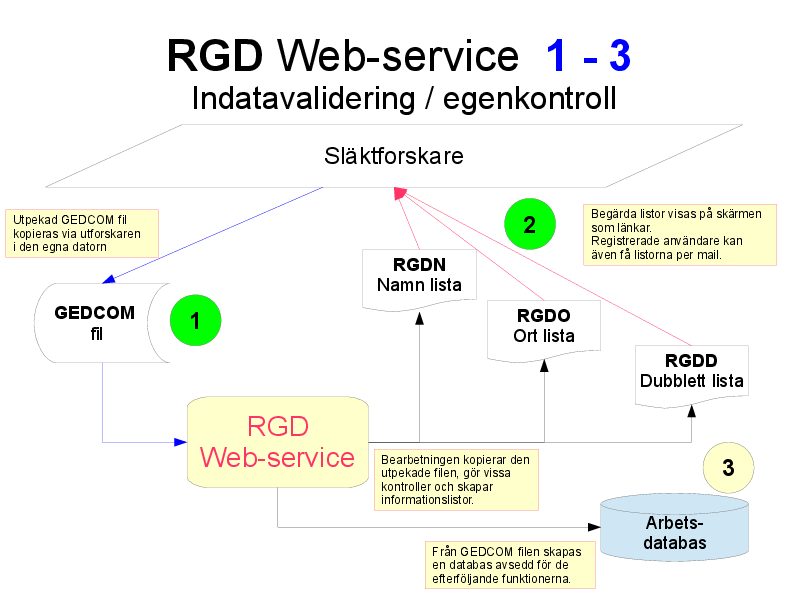 RGD Web-service 1 - 3
Indatavalidering / egenkontroll
Släktforskare
Utpekad GEDCOM fil
kopieras via utforskaren
i den egna datorn
2
Begärda listor visas på skärmen
som länkar.
Registrerade användare kan
även få listorna per mail.
RGDN
Namn lista
GEDCOM
fil
1
RGDO
Ort lista
RGDD
Dubblett lista
RGD
Web-service
Bearbetningen kopierar den
utpekade filen, gör vissa
kontroller och skapar
informationslistor.
3
Arbets-
databas
Från GEDCOM filen skapas
en databas avsedd för de
efterföljande funktionerna.